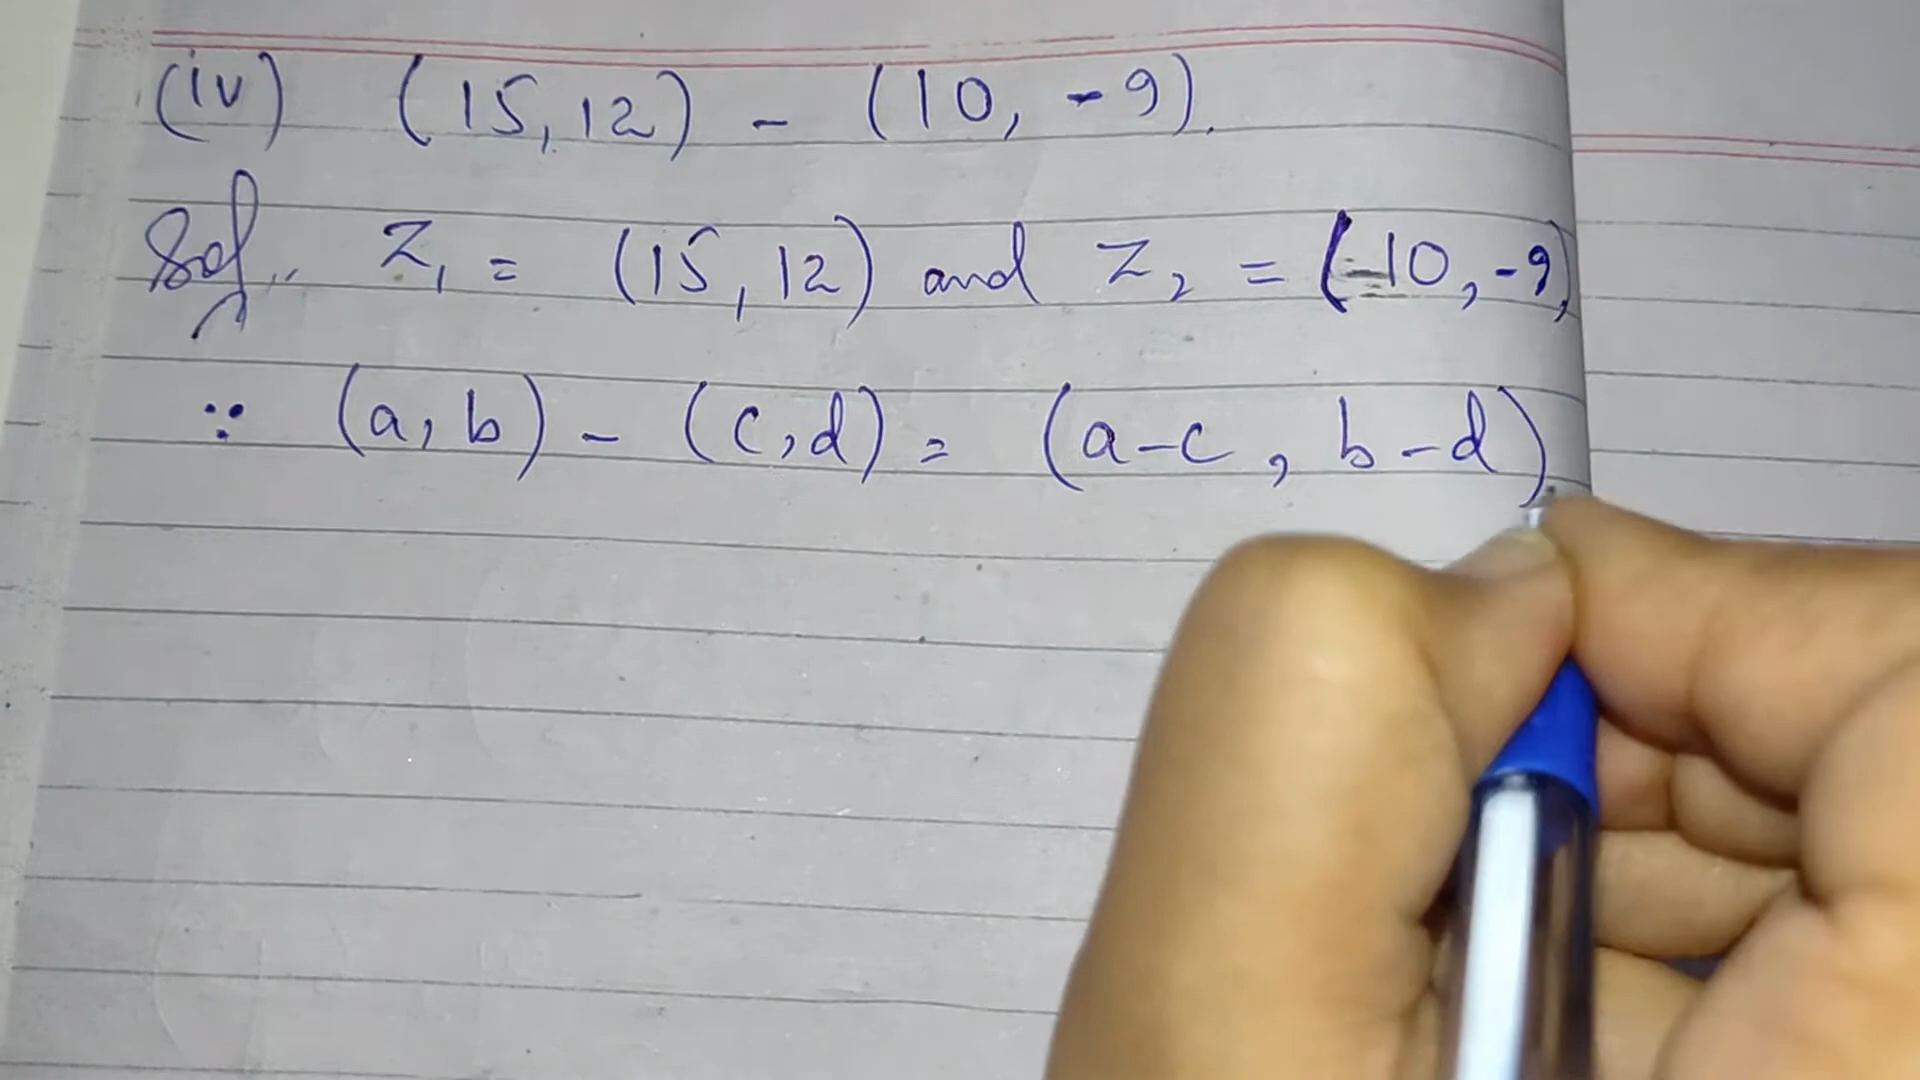 (iv) (15, 12) - (10, -9).
Sol,, Z₁ = (15, 12) and Z₂ = (10, -9)
∵ (a, b) - (c, d) = (a-c, b-d)